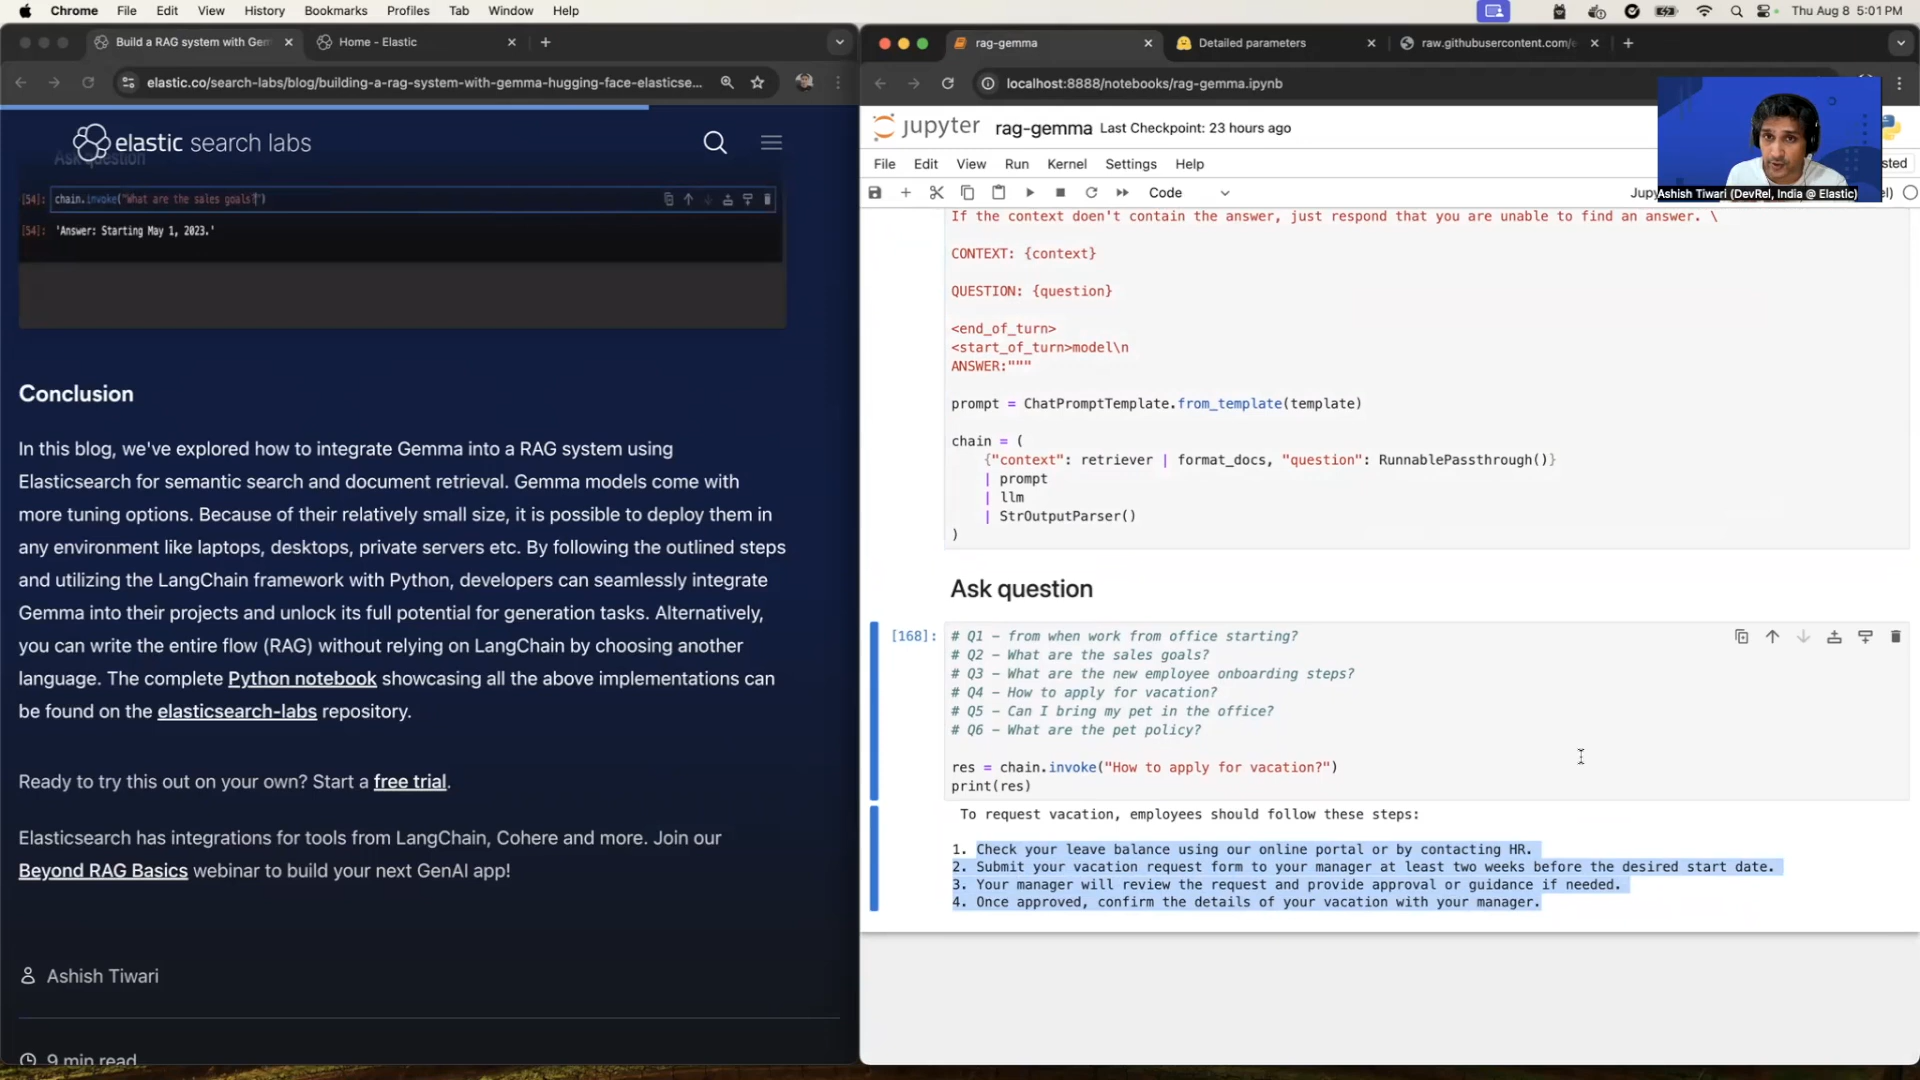 Chrome File Edit View History Bookmarks Profiles Tab Window Help
Thu Aug 8 5:01 PM
Build a RAG system with Gem
Home - Elastic
elastic.co/search-labs/blog/building-a-rag-system-with-gemma-hugging-face-elasticse...
elastic search labs
Ask question
[54]: chain.invoke("What are the sales goals?")
[54]: 'Answer: Starting May 1, 2023.'
Conclusion
In this blog, we've explored how to integrate Gemma into a RAG system using
Elasticsearch for semantic search and document retrieval. Gemma models come with
more tuning options. Because of their relatively small size, it is possible to deploy them in
any environment like laptops, desktops, private servers etc. By following the outlined steps
and utilizing the LangChain framework with Python, developers can seamlessly integrate
Gemma into their projects and unlock its full potential for generation tasks. Alternatively,
you can write the entire flow (RAG) without relying on LangChain by choosing another
language. The complete Python notebook showcasing all the above implementations can
be found on the elasticsearch-labs repository.
Ready to try this out on your own? Start a free trial.
Elasticsearch has integrations for tools from LangChain, Cohere and more. Join our
Beyond RAG Basics webinar to build your next GenAI app!
Ashish Tiwari
9 min read
rag-gemma
Detailed parameters
raw.githubusercontent.com/e
localhost:8888/notebooks/rag-gemma.ipynb
jupyter rag-gemma Last Checkpoint: 23 hours ago
File Edit View Run Kernel Settings Help
Code
Ashish Tiwari (DevRel, India @ Elastic)
If the context doen't contain the answer, just respond that you are unable to find an answer. \
CONTEXT: {context}
QUESTION: {question}
<end_of_turn>
<start_of_turn>model\n
ANSWER:"""
prompt = ChatPromptTemplate.from_template(template)
chain = (
{"context": retriever | format_docs, "question": RunnablePassthrough()}
| prompt
| llm
| StrOutputParser()
)
Ask question
[168]: # Q1 - from when work from office starting?
# Q2 - What are the sales goals?
# Q3 - What are the new employee onboarding steps?
# Q4 - How to apply for vacation?
# Q5 - Can I bring my pet in the office?
# Q6 - What are the pet policy?
res = chain.invoke("How to apply for vacation?")
print(res)
To request vacation, employees should follow these steps:
1. Check your leave balance using our online portal or by contacting HR.
2. Submit your vacation request form to your manager at least two weeks before the desired start date.
3. Your manager will review the request and provide approval or guidance if needed.
4. Once approved, confirm the details of your vacation with your manager.